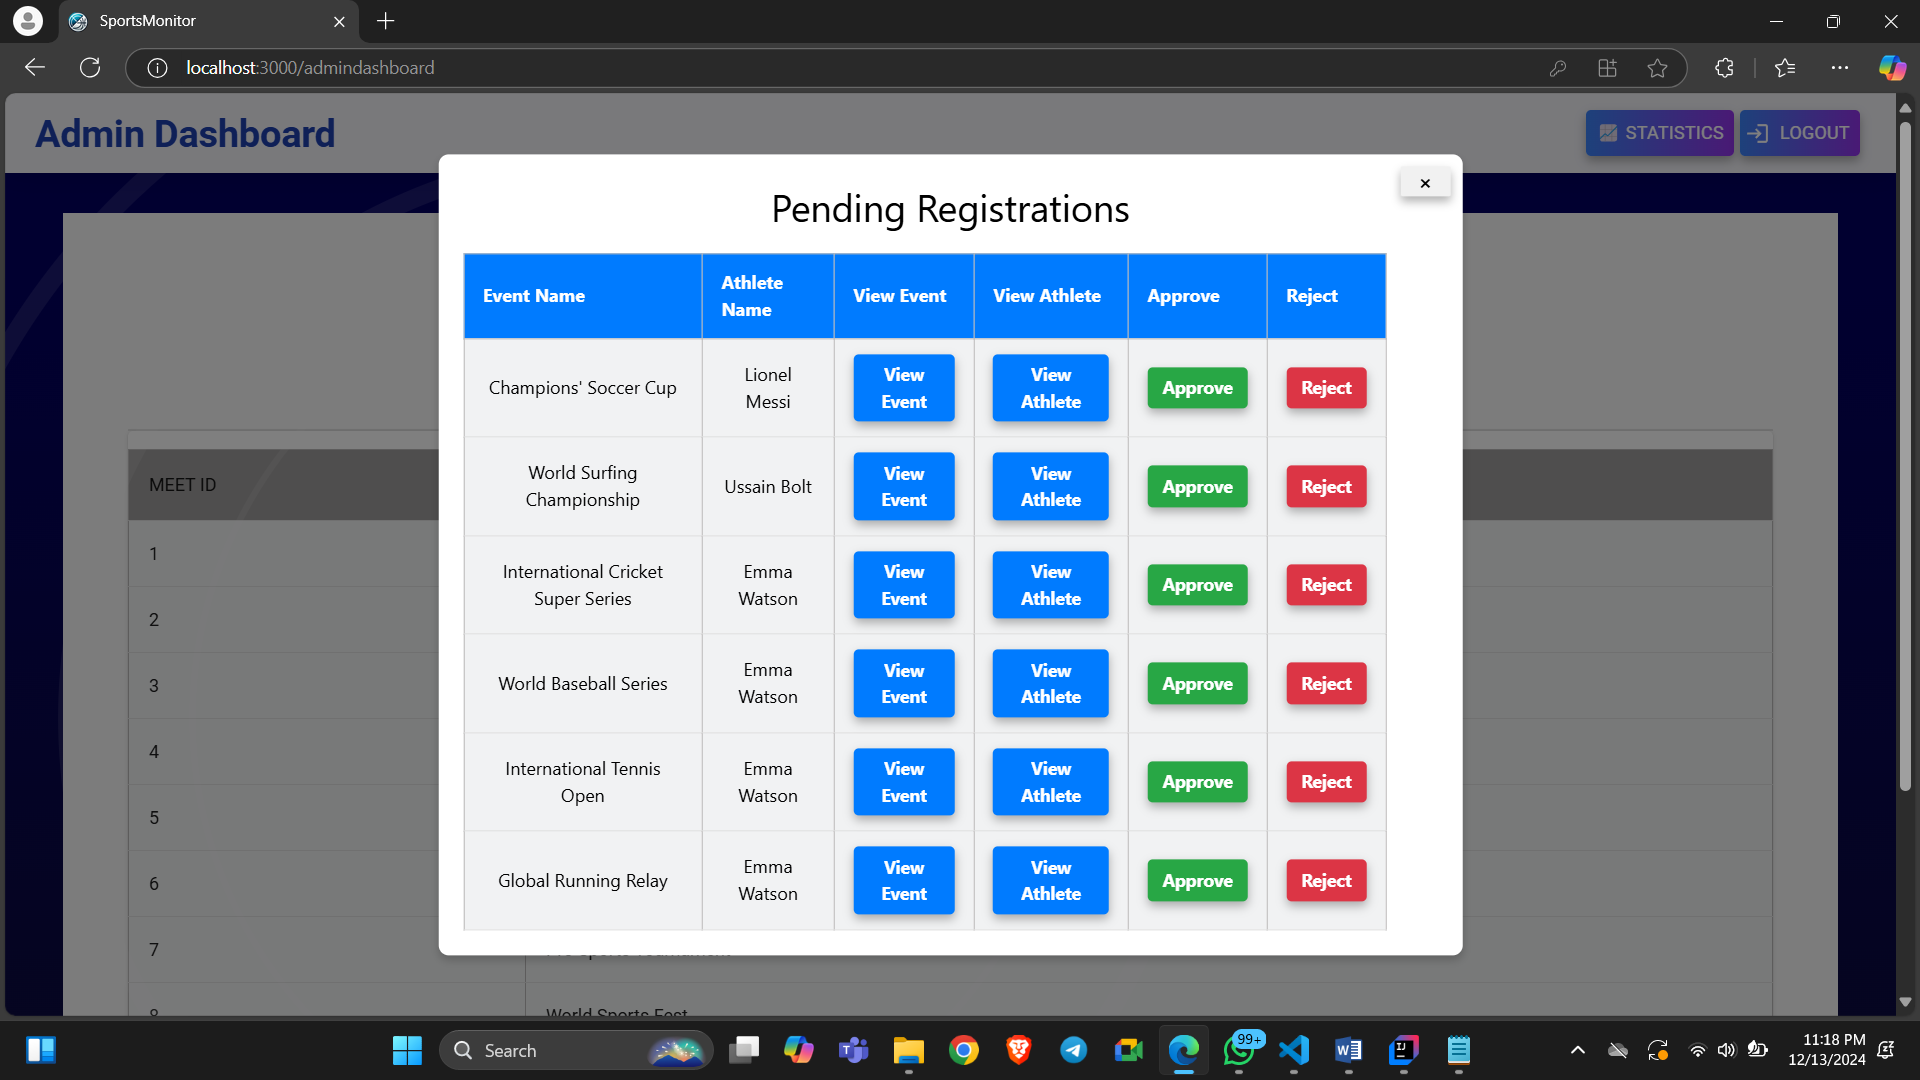 SportsMonitor
localhost:3000/admindashboard
Admin Dashboard
STATISTICS
LOGOUT
×
Pending Registrations
Event Name
Athlete
Name
View Event
View Athlete
Approve
Reject
Champions' Soccer Cup
Lionel
Messi
View
Event
View
Athlete
Approve
Reject
World Surfing
Championship
Ussain Bolt
View
Event
View
Athlete
Approve
Reject
International Cricket
Super Series
Emma
Watson
View
Event
View
Athlete
Approve
Reject
World Baseball Series
Emma
Watson
View
Event
View
Athlete
Approve
Reject
International Tennis
Open
Emma
Watson
View
Event
View
Athlete
Approve
Reject
Global Running Relay
Emma
Watson
View
Event
View
Athlete
Approve
Reject
MEET ID
1
2
3
4
5
6
7
8
World Sports Fest
Search
99+
11:18 PM
12/13/2024